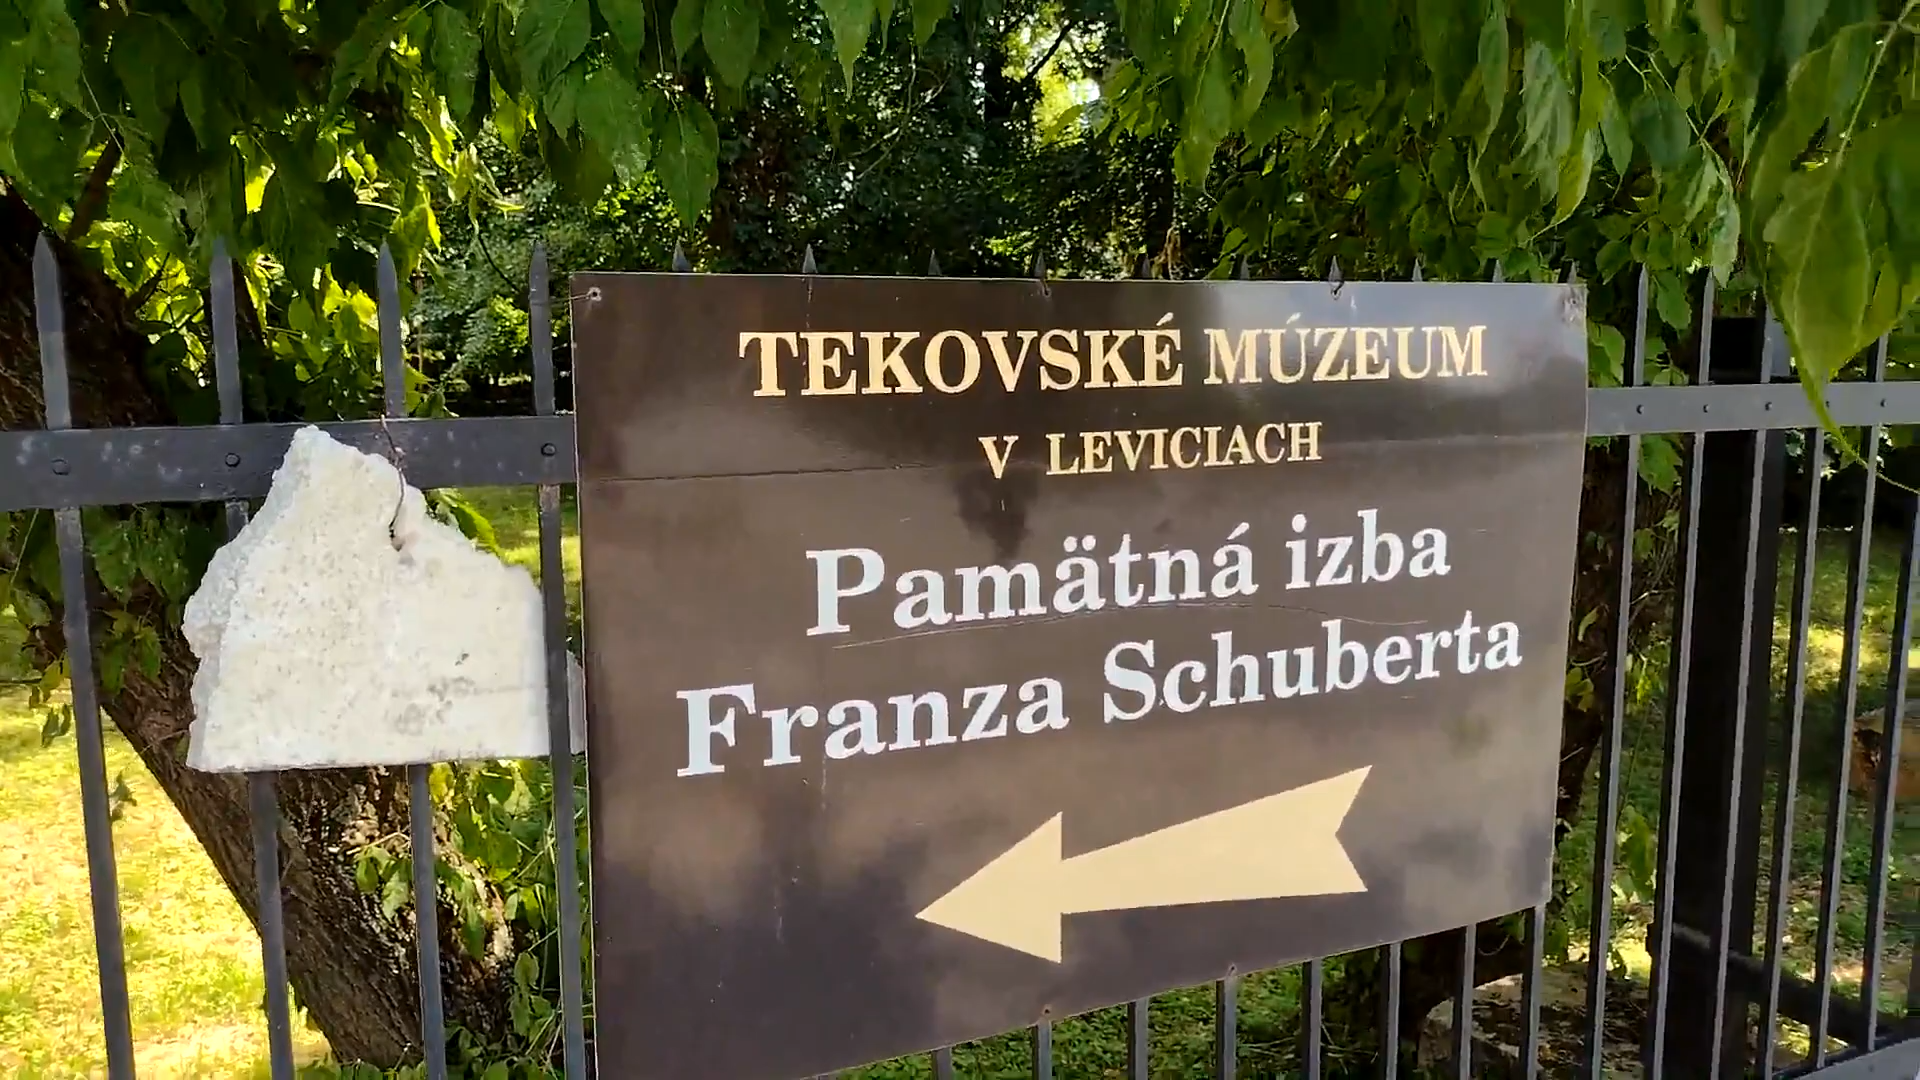 TEKOVSKÉ MÚZEUM
V LEVICIACH
Pamätná izba
Franza Schuberta